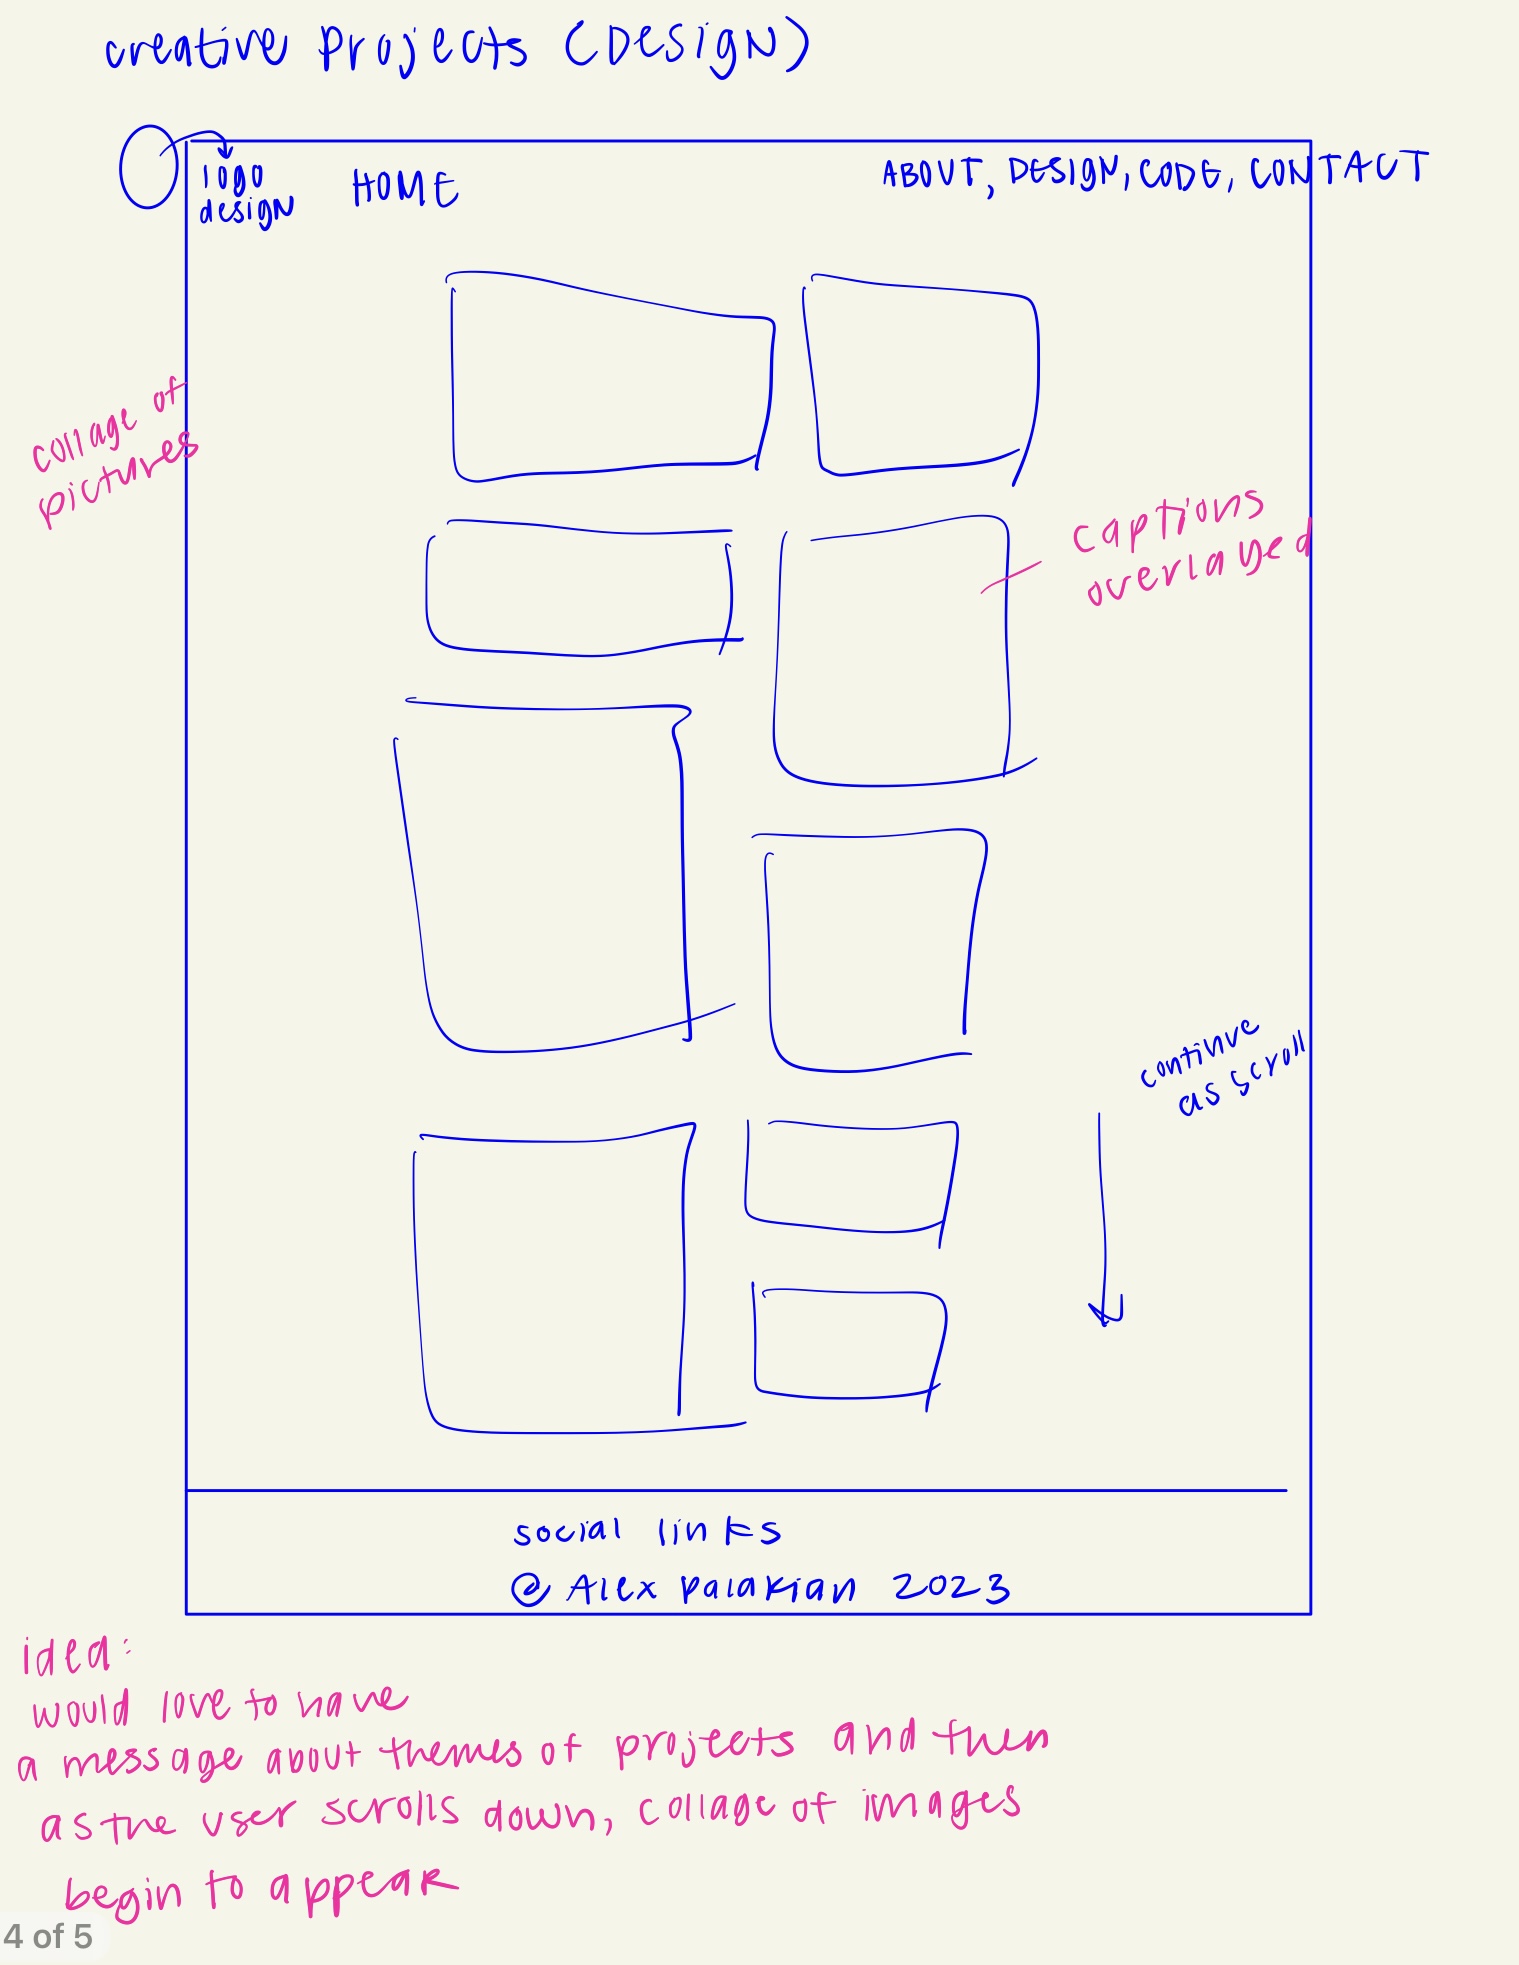 creative projects (DesigN)
logo
design
HOME
ABOUT, DESIGN, CODE, CONTACT
collage of
pictures
captions
overlayed
continue
as scroll
social links
@ Alex palakian 2023
idea:
would love to have
a message about themes of projects and then
as the user scrolls down, collage of images
begin to appear
4 of 5